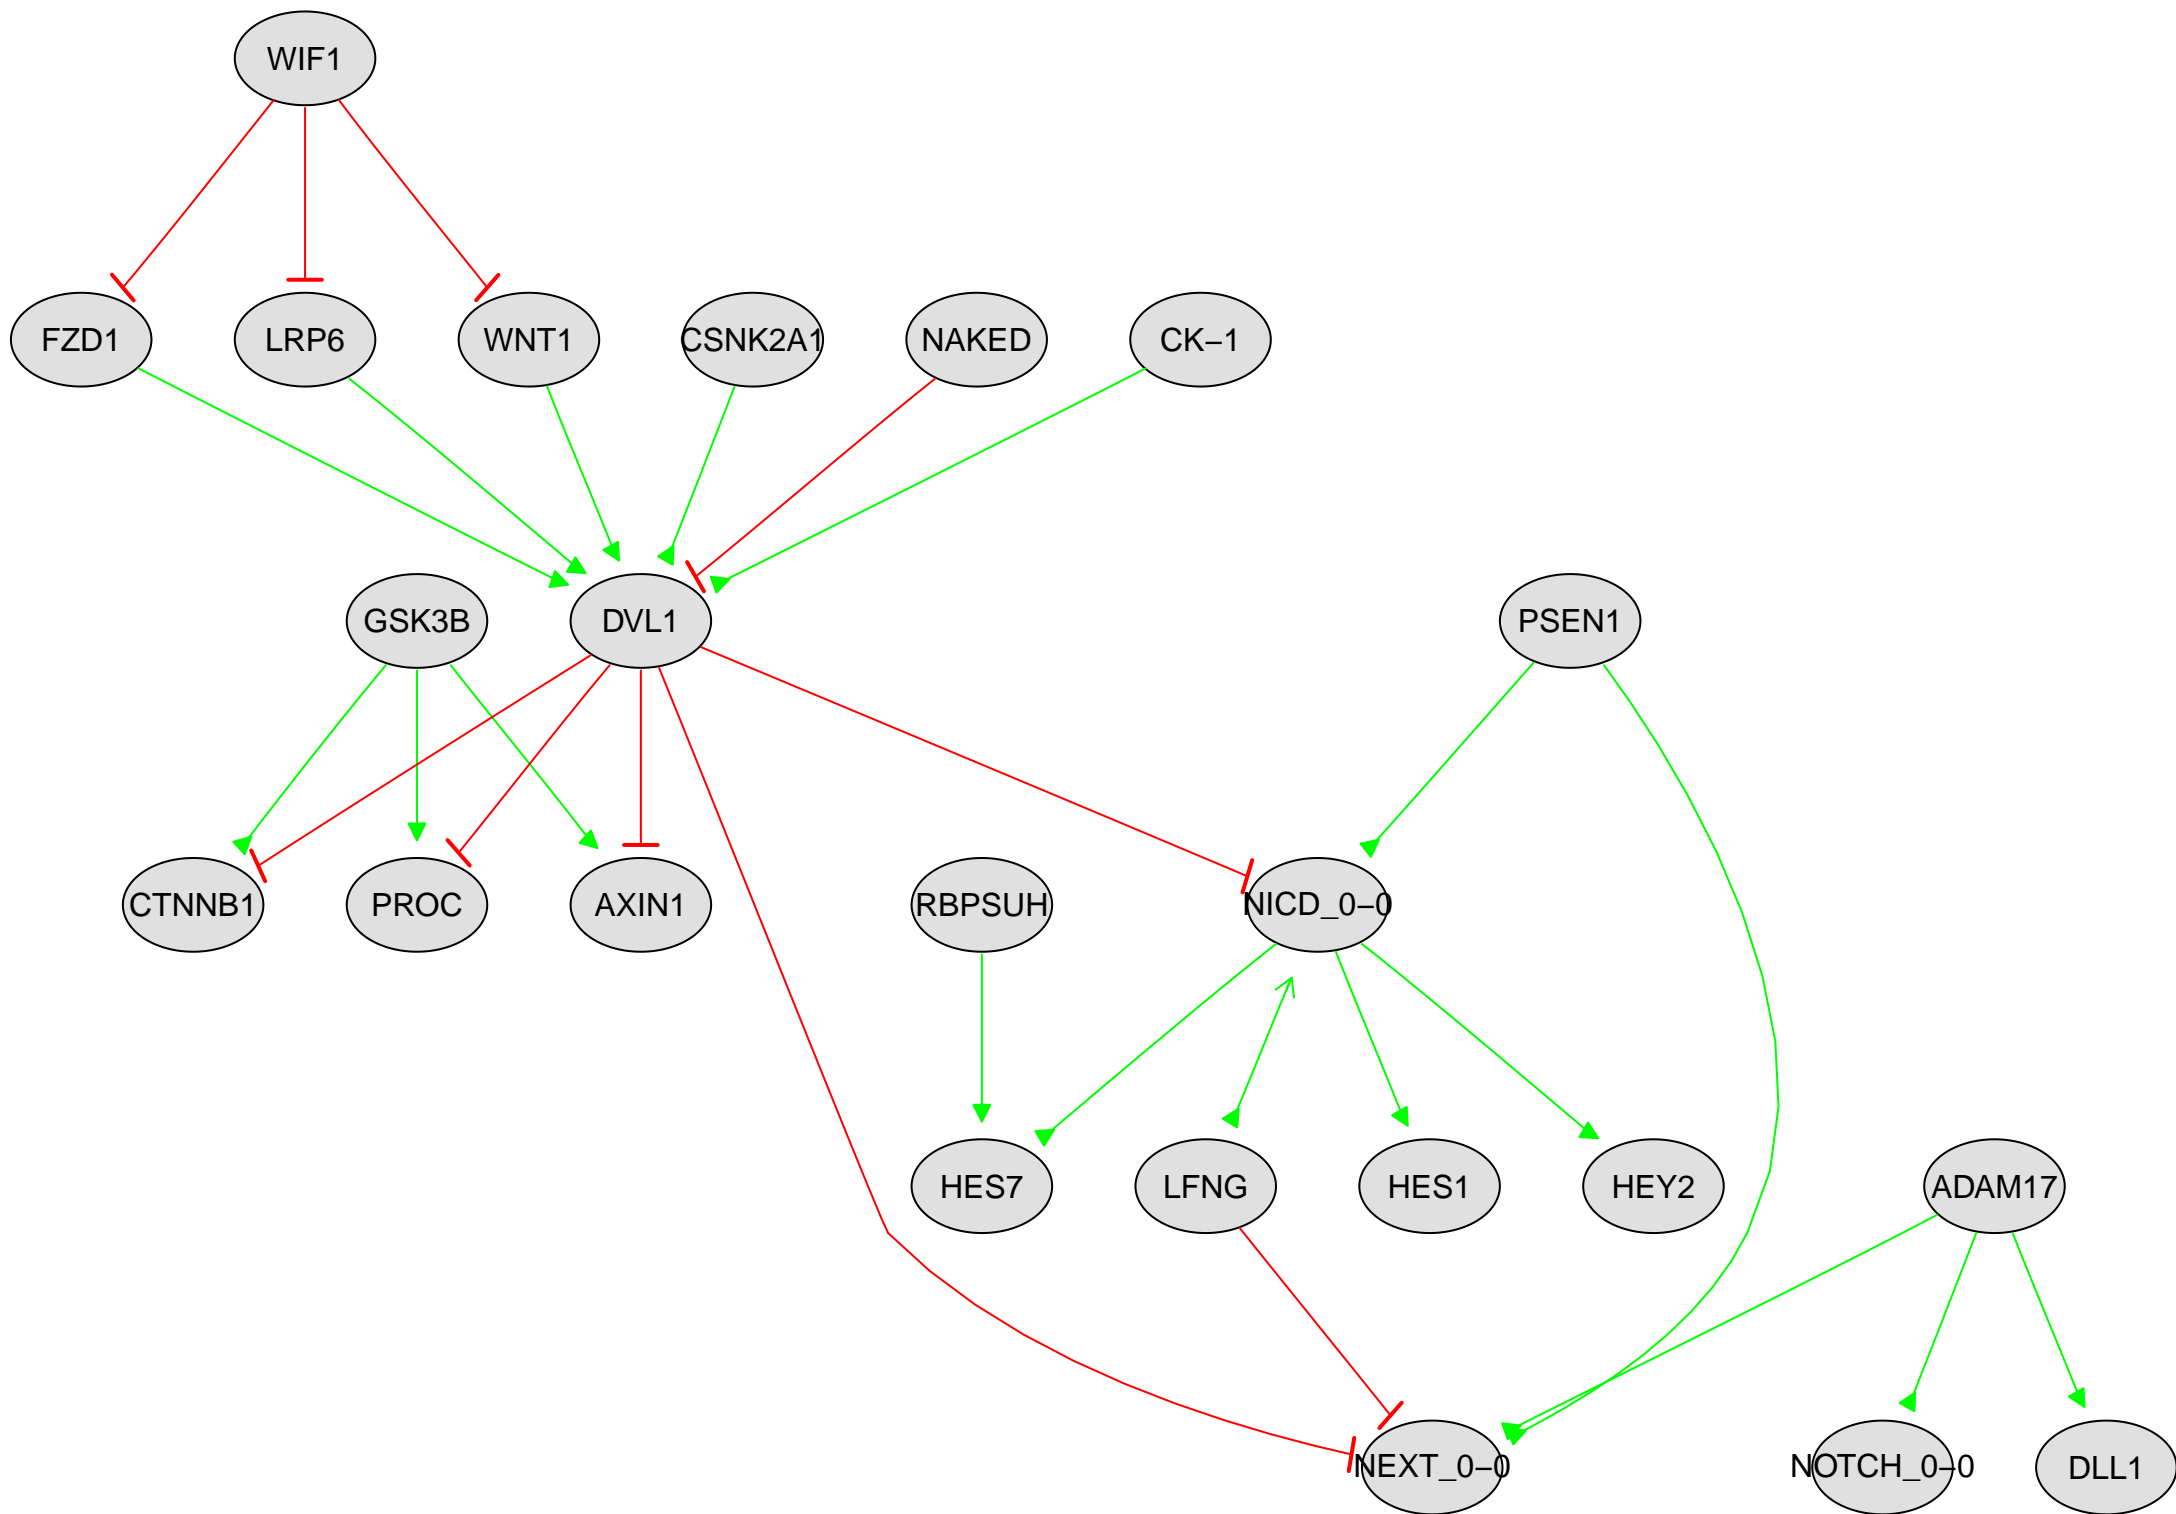 WIF1
FZD1
LRP6
WNT1
CSNK2A1
NAKED
CK−1
GSK3B
DVL1
PSEN1
CTNNB1
PROC
AXIN1
RBPSUH
NICD_0−0
HES7
LFNG
HES1
HEY2
ADAM17
NEXT_0−0
NOTCH_0−0
DLL1